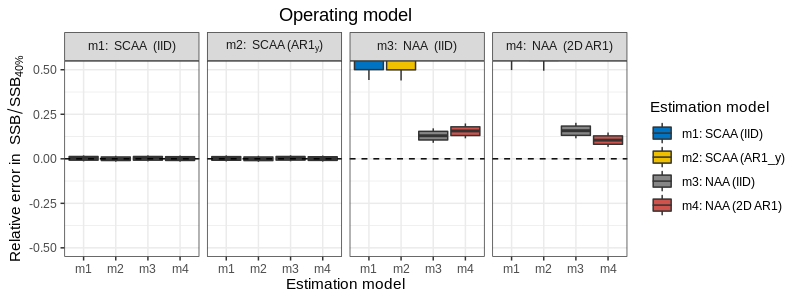 Operating model
m1: SCAA (IID)
m2: SCAA (AR1y)
m3: NAA (IID)
m4: NAA (2D AR1)
Relative error in SSB/SSB40%
0.50
0.25
0.00
-0.25
-0.50
m1 m2 m3 m4
m1 m2 m3 m4
m1 m2 m3 m4
m1 m2 m3 m4
Estimation model
Estimation model
m1: SCAA (IID)
m2: SCAA (AR1_y)
m3: NAA (IID)
m4: NAA (2D AR1)